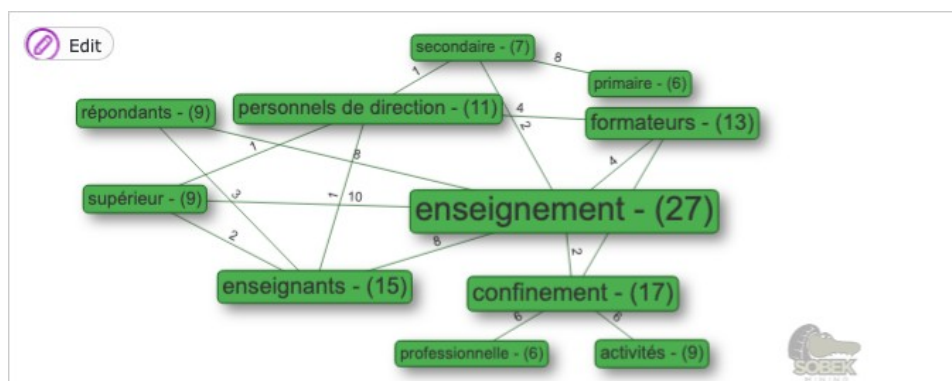 Edit
secondaire - (7)
1
8
primaire - (6)
répondants - (9)
personnels de direction - (11)
4
2
formateurs - (13)
1
8
4
supérieur - (9)
3
1
10
enseignement - (27)
2
8
2
enseignants - (15)
confinement - (17)
6
6
professionnelle - (6)
activités - (9)
SOBEK
MINING